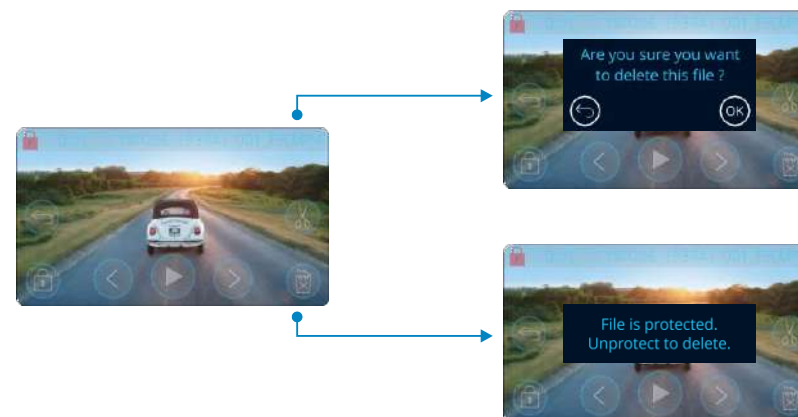 Are you sure you want
to delete this file ?
OK
File is protected.
Unprotect to delete.